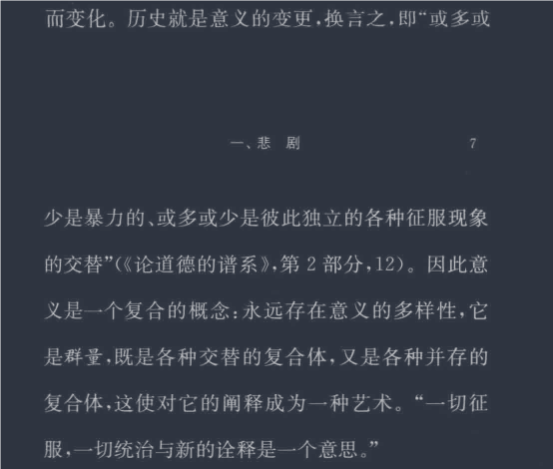 而变化。历史就是意义的变更，换言之，即“或多或
一、悲 剧 7
少是暴力的、或多或少是彼此独立的各种征服现象
的交替”（《论道德的谱系》，第 2 部分，12）。因此意
义是一个复合的概念：永远存在意义的多样性，它
是群量，既是各种交替的复合体，又是各种并存的
复合体，这使对它的阐释成为一种艺术。“一切征
服，一切统治与新的诠释是一个意思。”